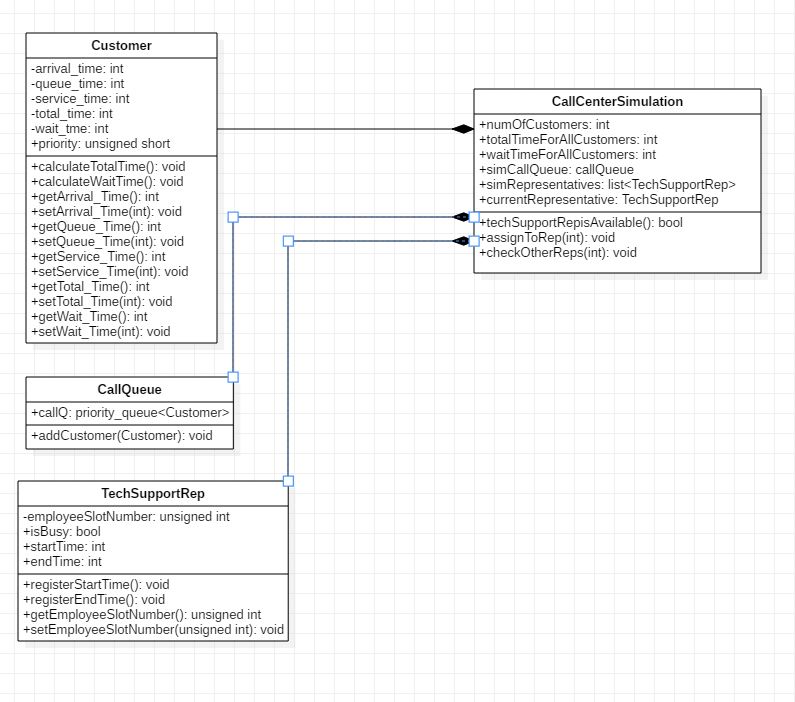 Customer
-arrival_time: int
-queue_time: int
-service_time: int
-total_time: int
-wait_tme: int
+priority: unsigned short
+calculateTotalTime(): void
+calculateWaitTime(): void
+getArrival_Time(): int
+setArrival_Time(int): void
+getQueue_Time(): int
+setQueue_Time(int): void
+getService_Time(): int
+setService_Time(int): void
+getTotal_Time(): int
+setTotal_Time(int): void
+getWait_Time(): int
+setWait_Time(int): void
CallCenterSimulation
+numOfCustomers: int
+totalTimeForAllCustomers: int
+waitTimeForAllCustomers: int
+simCallQueue: callQueue
+simRepresentatives: list<TechSupportRep>
+currentRepresentative: TechSupportRep
+techSupportRepisAvailable(): bool
+assignToRep(int): void
+checkOtherReps(int): void
CallQueue
+callQ: priority_queue<Customer>
+addCustomer(Customer): void
TechSupportRep
-employeeSlotNumber: unsigned int
+isBusy: bool
+startTime: int
+endTime: int
+registerStartTime(): void
+registerEndTime(): void
+getEmployeeSlotNumber(): unsigned int
+setEmployeeSlotNumber(unsigned int): void